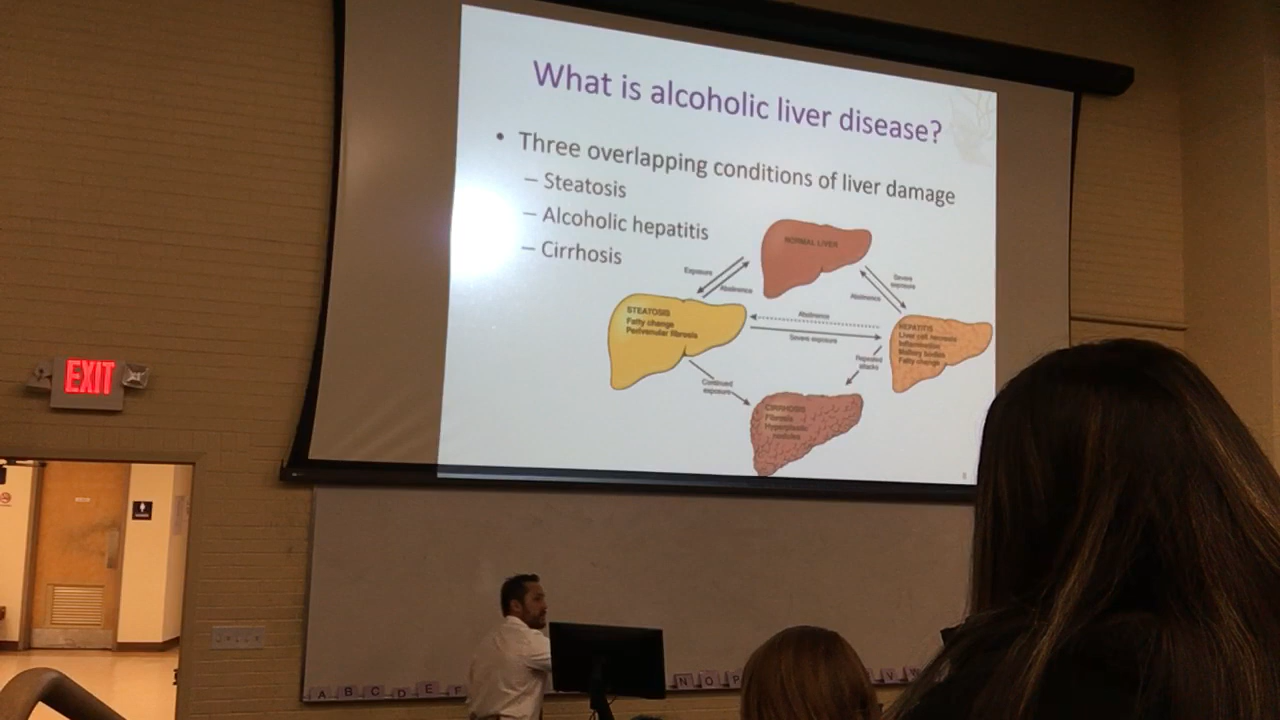 What is alcoholic liver disease?
• Three overlapping conditions of liver damage
– Steatosis
– Alcoholic hepatitis
– Cirrhosis
NORMAL LIVER
Exposure
Abstinence
Severe
exposure
Abstinence
STEATOSIS
Fatty change
Perivenular fibrosis
Abstinence
Severe exposure
HEPATITIS
Liver cell necrosis
Inflammation
Mallory bodies
Fatty change
Continued
exposure
Repeated
attacks
CIRRHOSIS
Fibrosis
Hyperplastic
nodules
8
EXIT
A B C D E F
N O P
V W